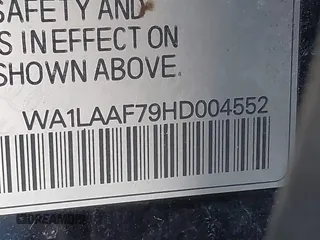 SAFETY AND
S IN EFFECT ON
SHOWN ABOVE.
WA1LAAF79HD004552